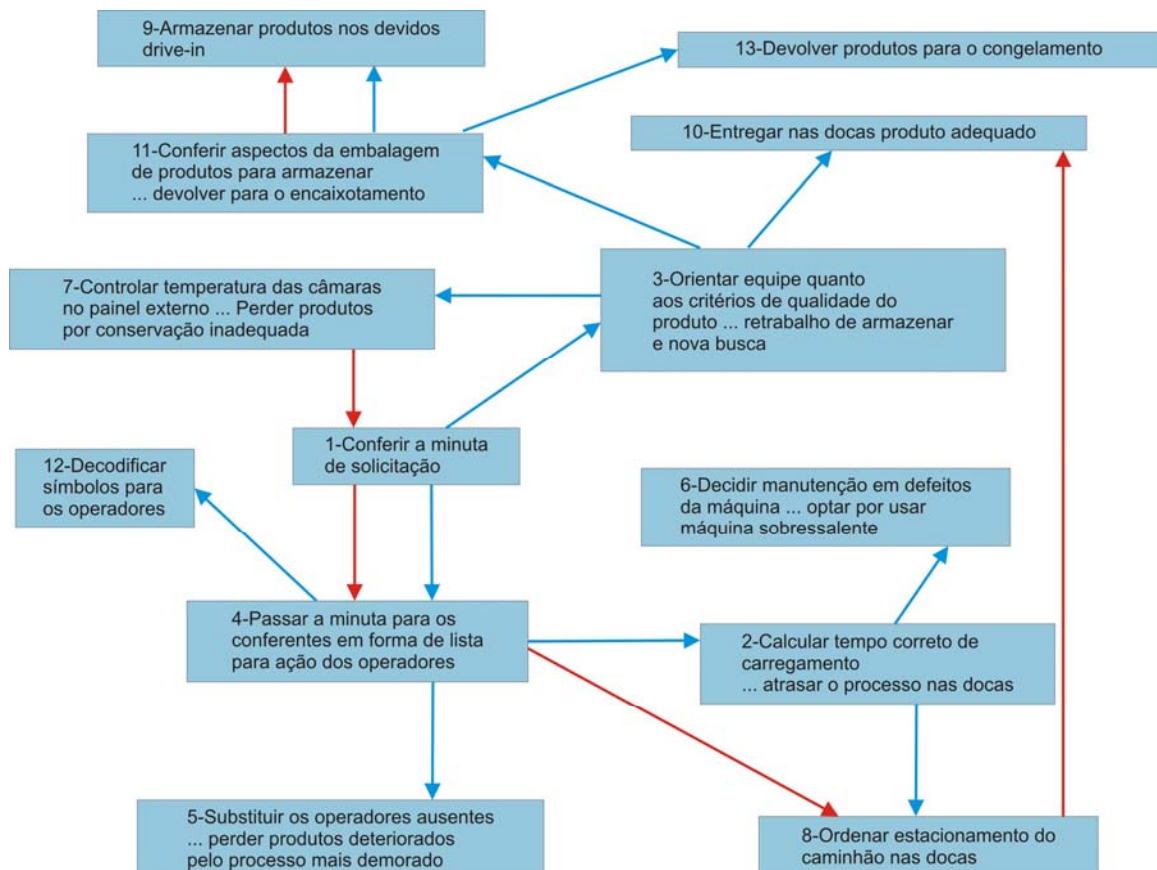 9-Armazenar produtos nos devidos
drive-in
13-Devolver produtos para o congelamento
10-Entregar nas docas produto adequado
11-Conferir aspectos da embalagem
de produtos para armazenar
... devolver para o encaixotamento
7-Controlar temperatura das câmaras
no painel externo ... Perder produtos
por conservação inadequada
3-Orientar equipe quanto
aos critérios de qualidade do
produto ... retrabalho de armazenar
e nova busca
1-Conferir a minuta
de solicitação
12-Decodificar
símbolos para
os operadores
6-Decidir manutenção em defeitos
da máquina ... optar por usar
máquina sobressalente
4-Passar a minuta para os
conferentes em forma de lista
para ação dos operadores
2-Calcular tempo correto de
carregamento
... atrasar o processo nas docas
5-Substituir os operadores ausentes
... perder produtos deteriorados
pelo processo mais demorado
8-Ordenar estacionamento do
caminhão nas docas